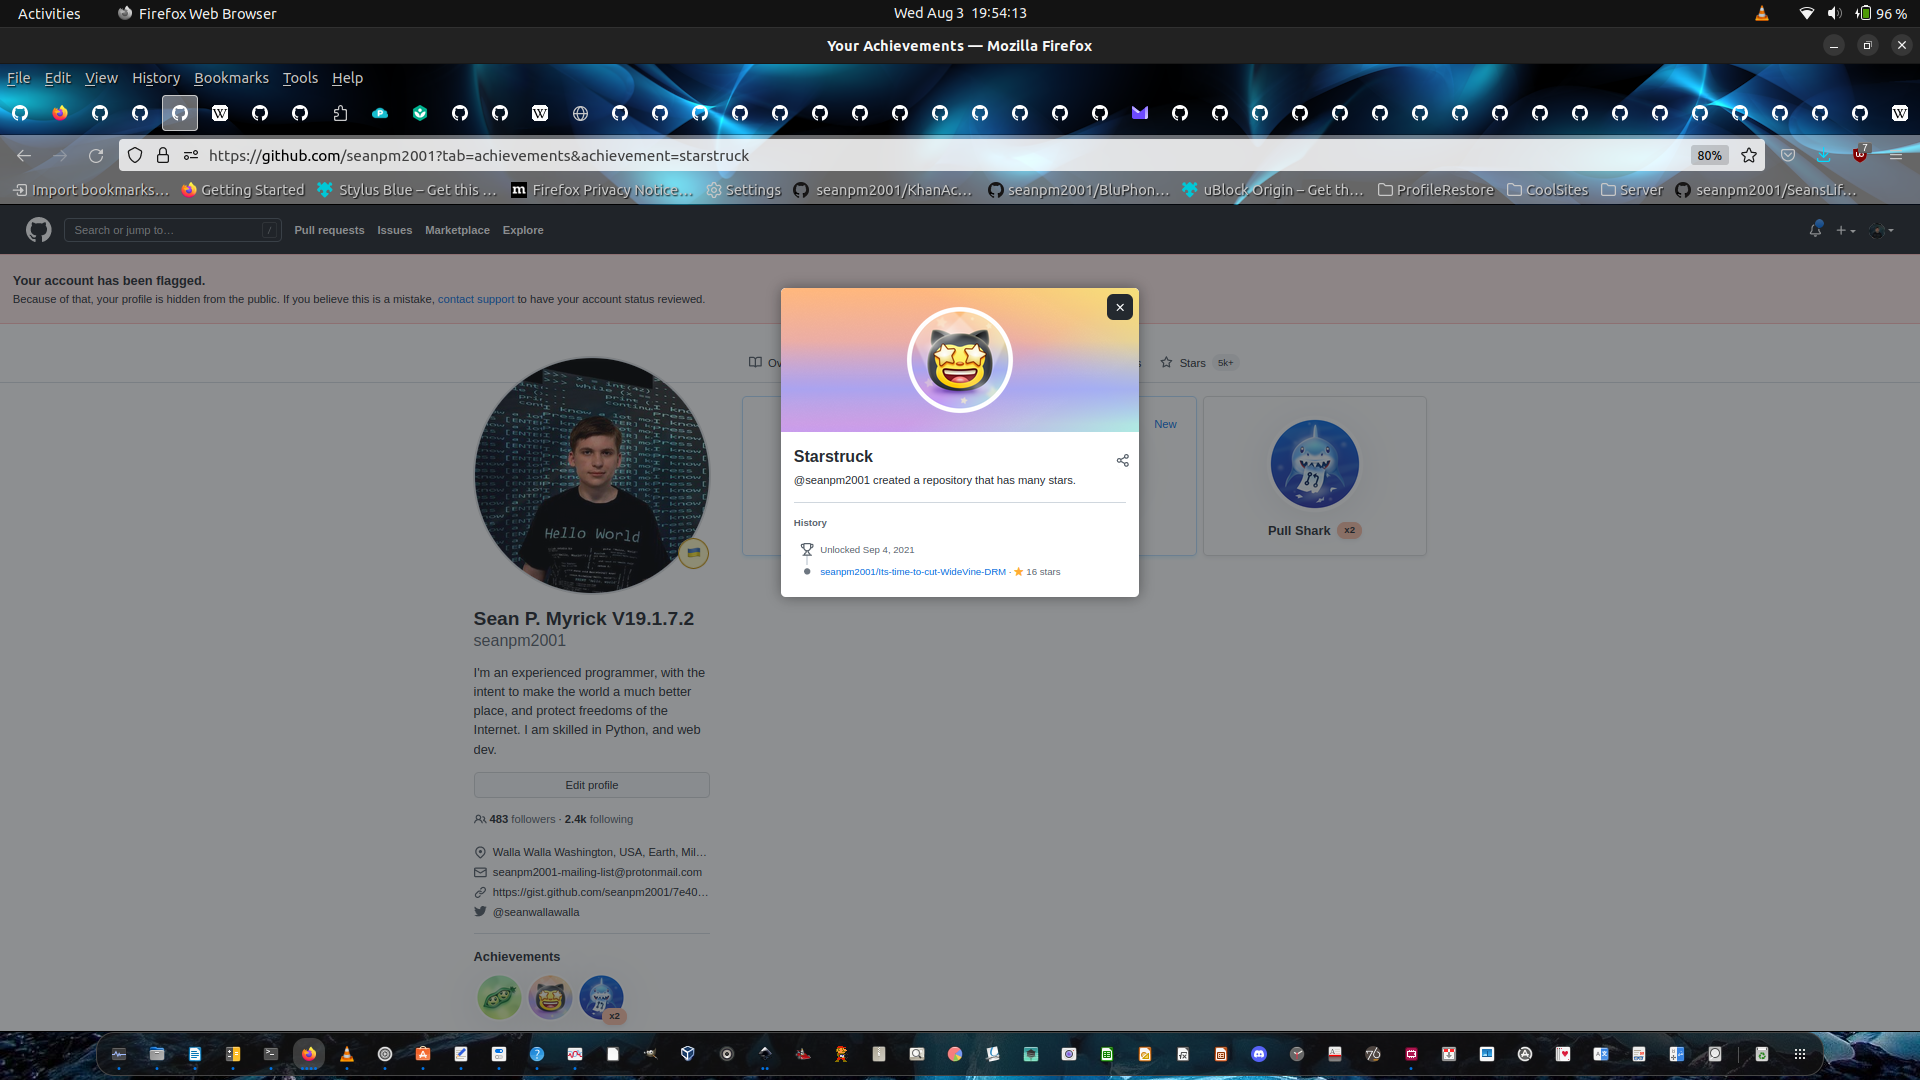 Activities
Firefox Web Browser
Wed Aug 3 19:54:13
96 %
Your Achievements — Mozilla Firefox
File Edit View History Bookmarks Tools Help
https://github.com/seanpm2001?tab=achievements&achievement=starstruck
80%
7
Import bookmarks…
Getting Started
Stylus Blue – Get this …
Firefox Privacy Notice…
Settings
seanpm2001/KhanAc…
seanpm2001/BluPhon…
uBlock Origin – Get th…
ProfileRestore
CoolSites
Server
seanpm2001/SeansLif…
Search or jump to…
/
Pull requests
Issues
Marketplace
Explore
Your account has been flagged.
Because of that, your profile is hidden from the public. If you believe this is a mistake, contact support to have your account status reviewed.
Stars 5k+
New
Starstruck
@seanpm2001 created a repository that has many stars.
History
Unlocked Sep 4, 2021
seanpm2001/Its-time-to-cut-WideVine-DRM · 16 stars
Pull Shark x2
Hello World
Sean P. Myrick V19.1.7.2
seanpm2001
I'm an experienced programmer, with the
intent to make the world a much better
place, and protect freedoms of the
Internet. I am skilled in Python, and web
dev.
Edit profile
483 followers · 2.4k following
Walla Walla Washington, USA, Earth, Mil…
seanpm2001-mailing-list@protonmail.com
https://gist.github.com/seanpm2001/7e40…
@seanwallawalla
Achievements
x2